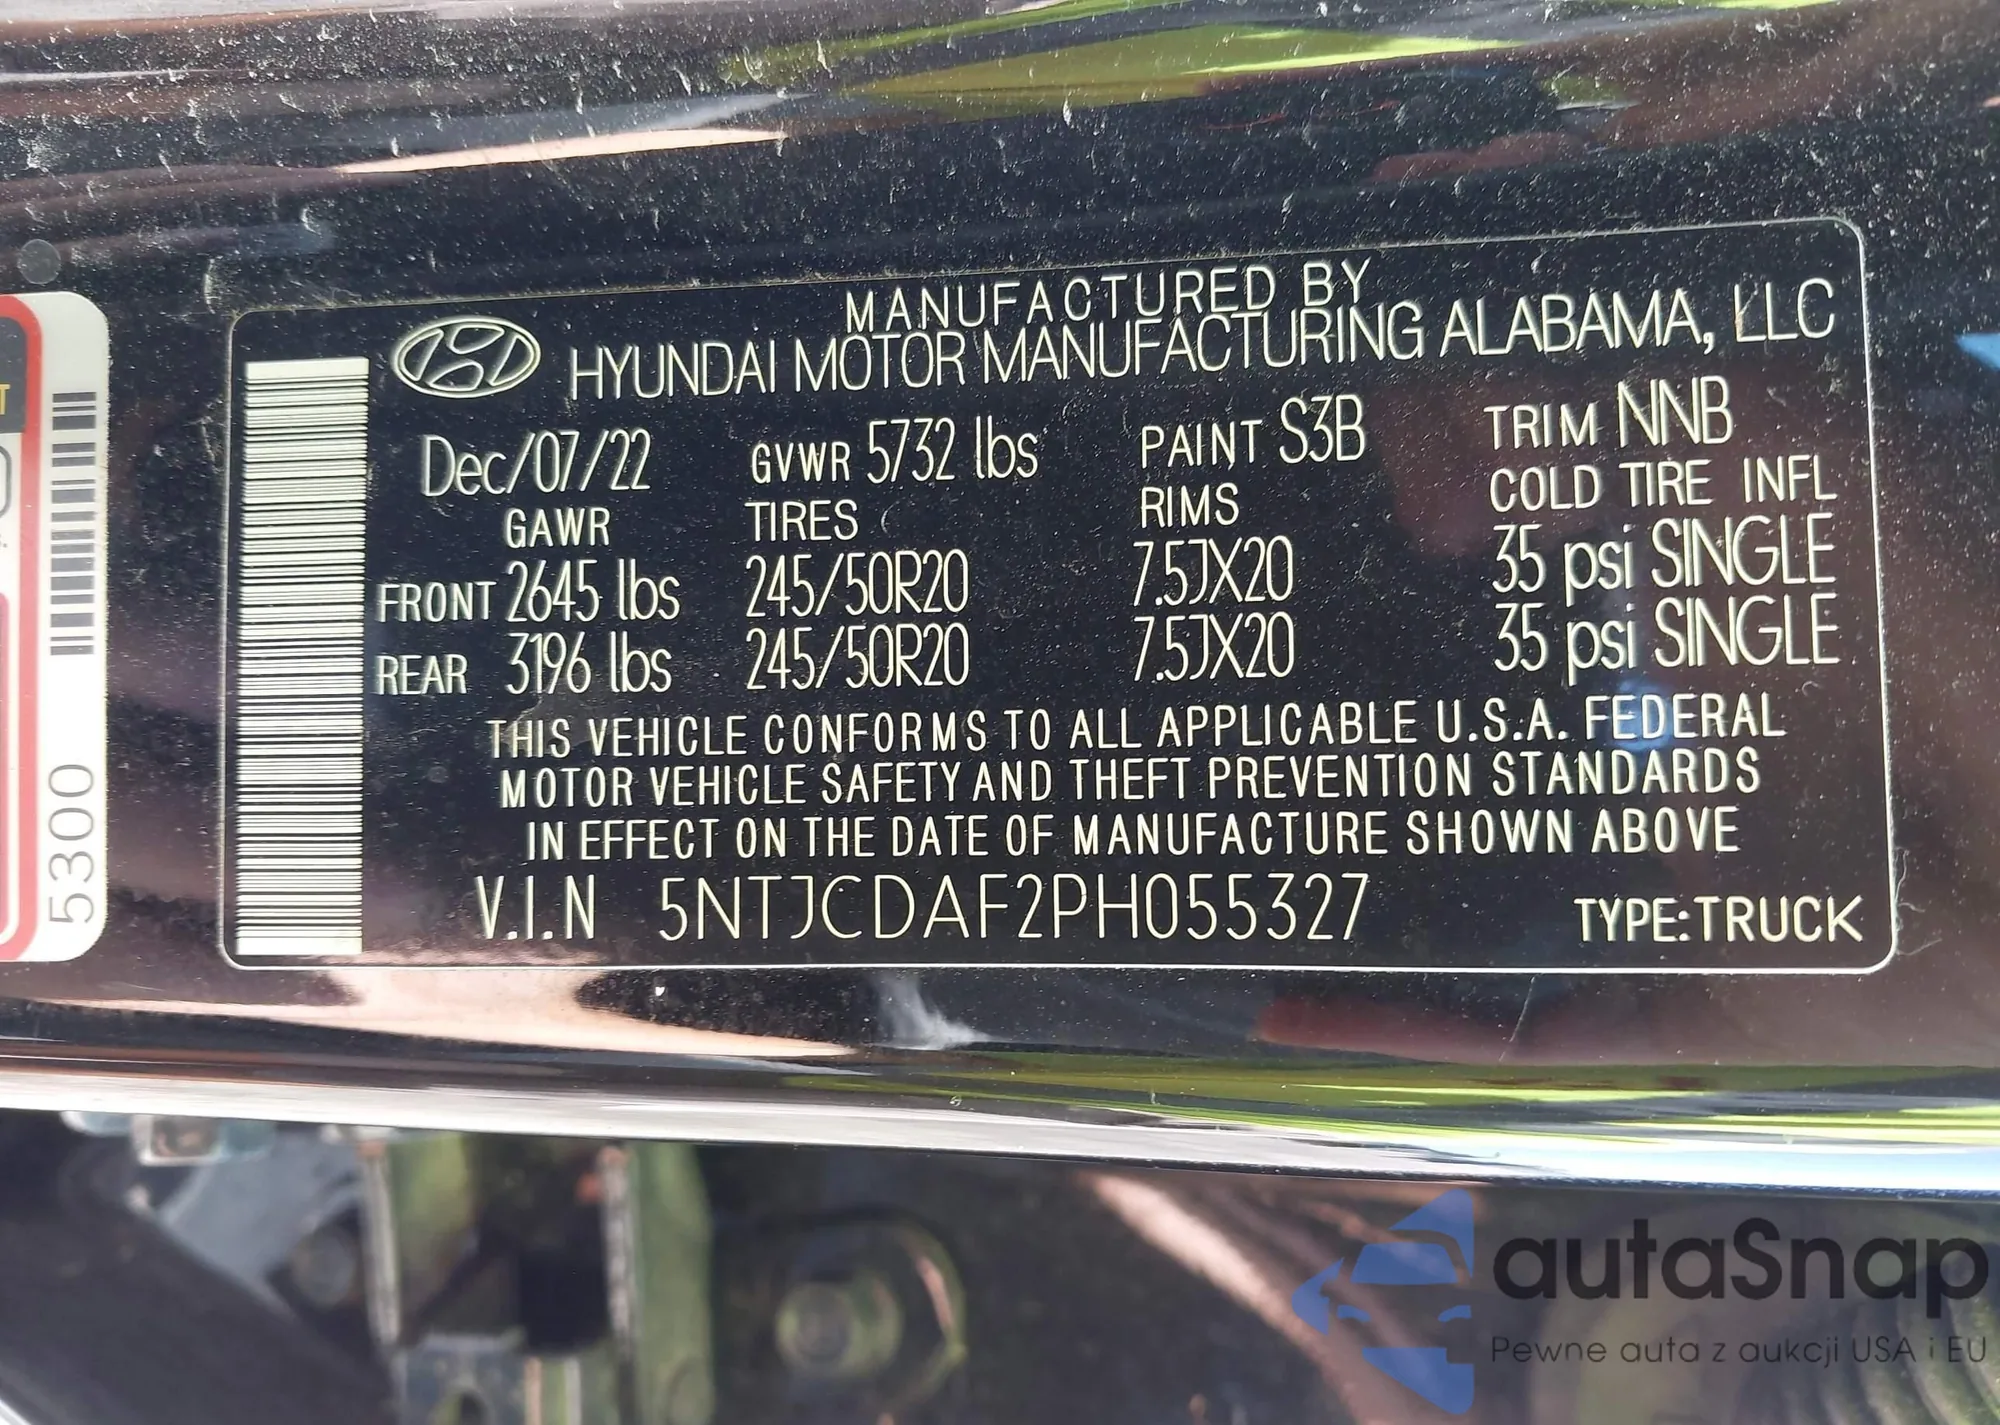 MANUFACTURED BY
HYUNDAI MOTOR MANUFACTURING ALABAMA, LLC
Dec/07/22 GVWR 5732 lbs PAINT S3B TRIM NNB
GAWR TIRES RIMS COLD TIRE INFL
FRONT 2645 lbs 245/50R20 7.5JX20 35 psi SINGLE
REAR 3196 lbs 245/50R20 7.5JX20 35 psi SINGLE
THIS VEHICLE CONFORMS TO ALL APPLICABLE U.S.A. FEDERAL
MOTOR VEHICLE SAFETY AND THEFT PREVENTION STANDARDS
IN EFFECT ON THE DATE OF MANUFACTURE SHOWN ABOVE
V.I.N 5NTJCDAF2PH055327 TYPE:TRUCK
5300
autaSnap
Pewne auta z aukcji USA i EU